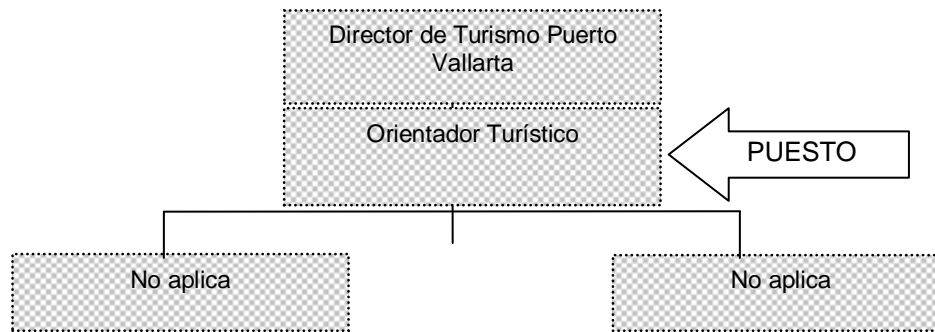 Director de Turismo Puerto
Vallarta
Orientador Turístico
PUESTO
No aplica
No aplica